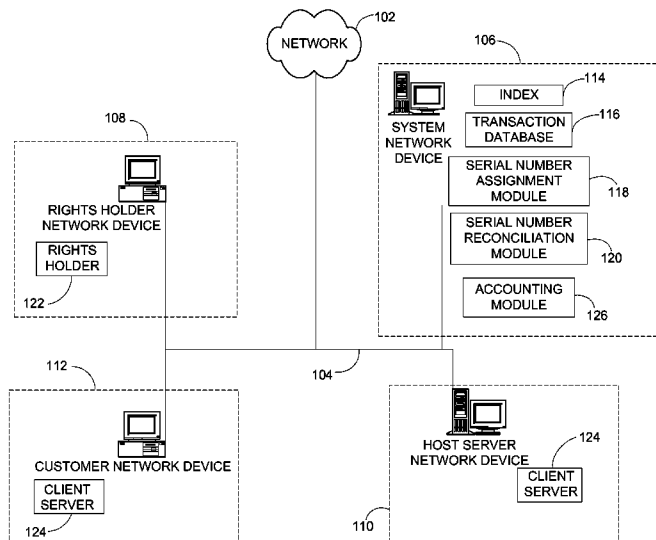 102
NETWORK
106
114
INDEX
116
TRANSACTION
DATABASE
SYSTEM
NETWORK
DEVICE
108
SERIAL NUMBER
ASSIGNMENT
MODULE
118
RIGHTS HOLDER
NETWORK DEVICE
SERIAL NUMBER
RECONCILIATION
MODULE
120
RIGHTS
HOLDER
122
ACCOUNTING
MODULE
126
112
104
124
CUSTOMER NETWORK DEVICE
HOST SERVER
NETWORK DEVICE
CLIENT
SERVER
CLIENT
SERVER
124
110